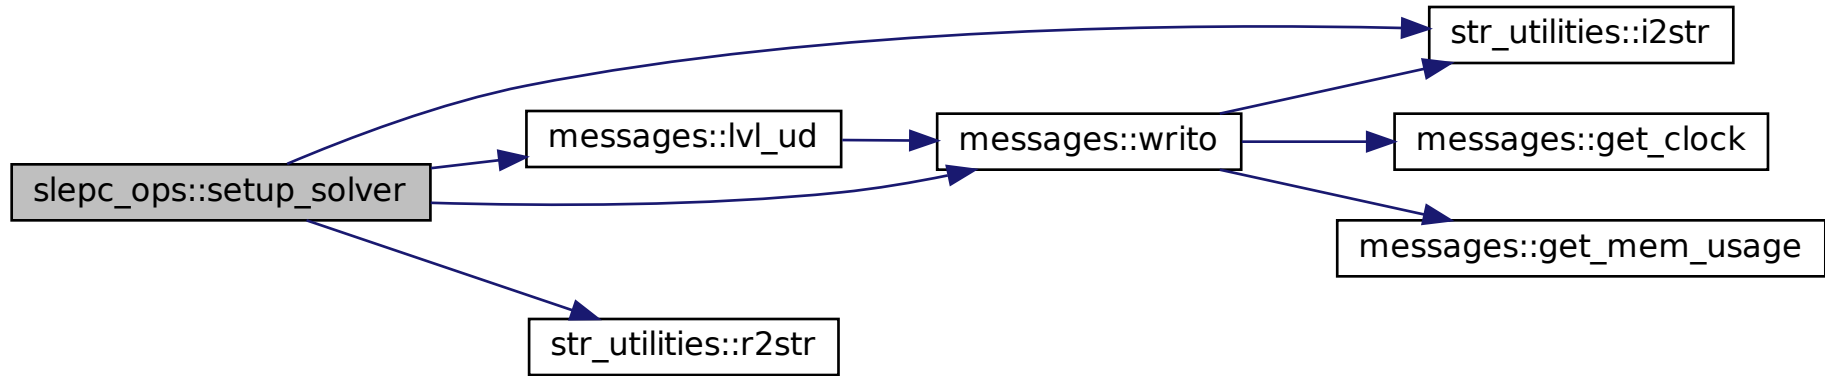 str_utilities::i2str
messages::lvl_ud
messages::writo
messages::get_clock
slepc_ops::setup_solver
messages::get_mem_usage
str_utilities::r2str